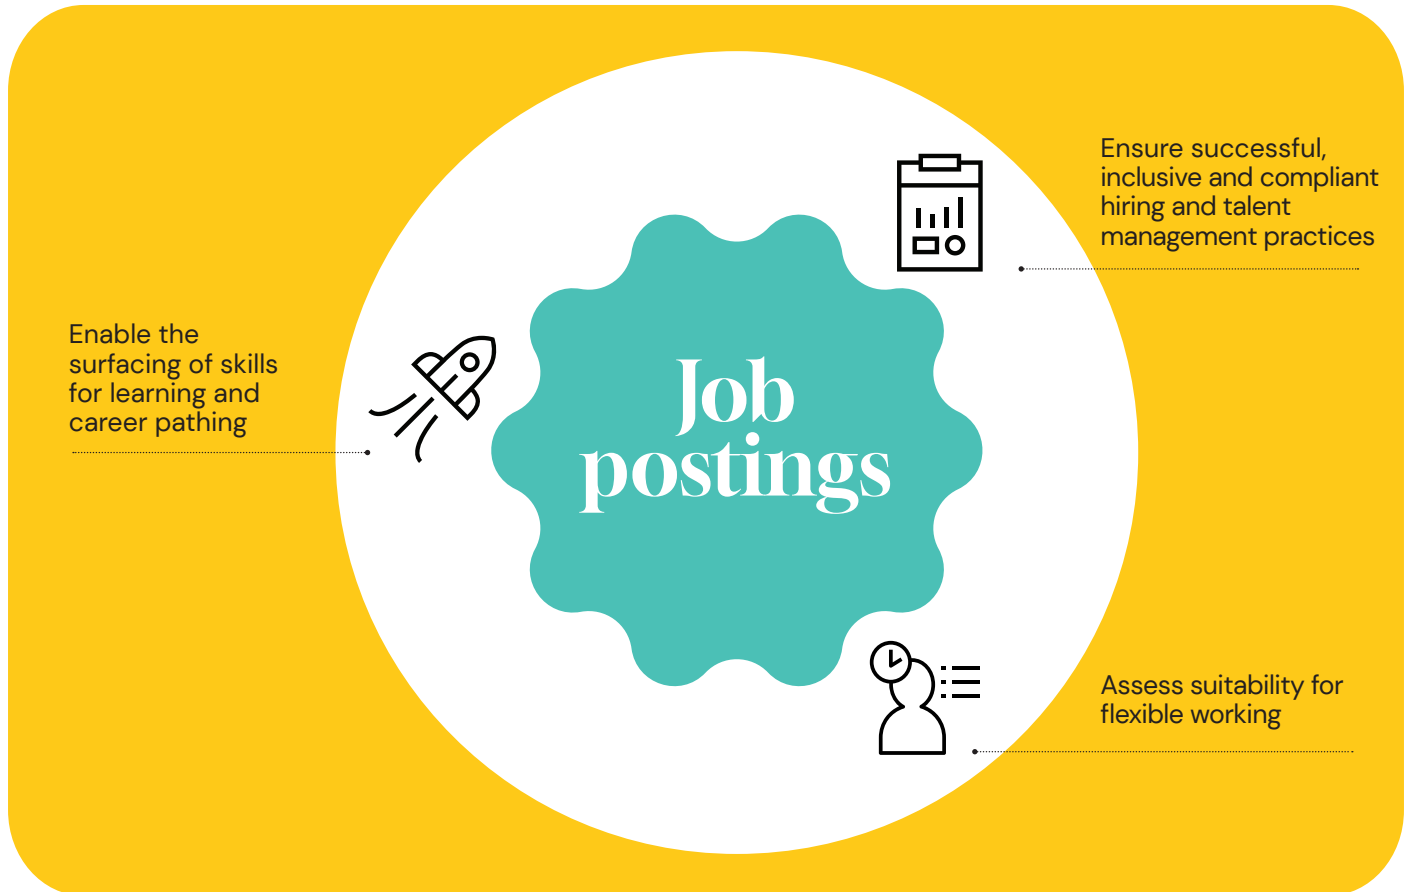 Ensure successful,
inclusive and compliant
hiring and talent
management practices
Enable the
surfacing of skills
for learning and
career pathing
Job
postings
Assess suitability for
flexible working